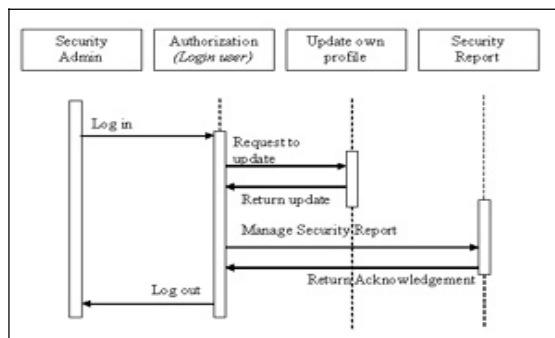 Security
Admin
Authorization
(Login user)
Update own
profile
Security
Report
Log in
Request to
update
Return update
Manage Security Report
Return Acknowledgement
Log out